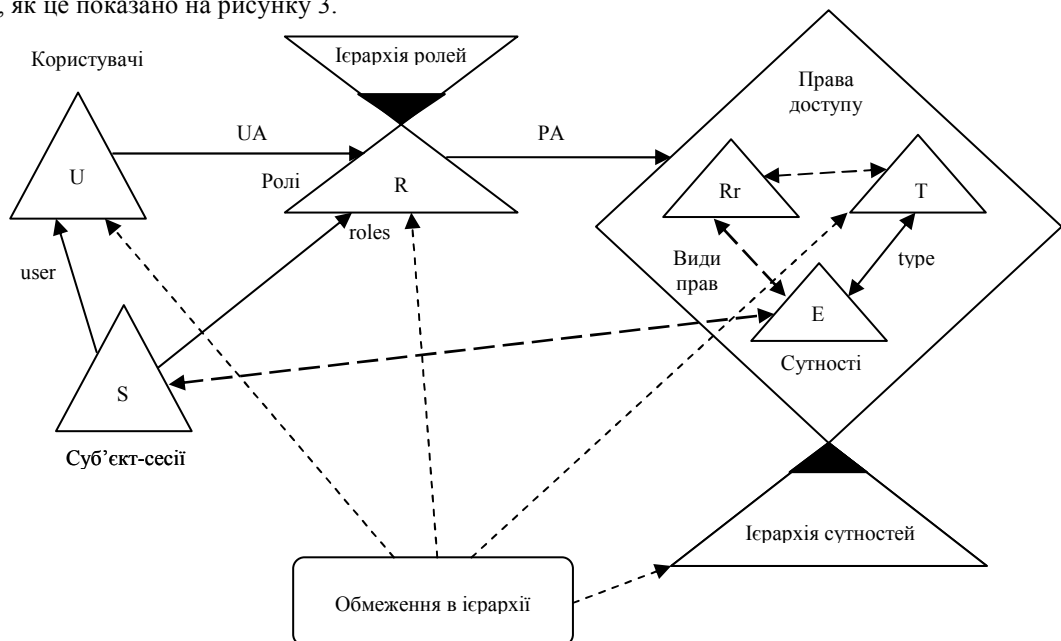 , як це показано на рисунку 3.
Ієрархія ролей
Користувачі
Права
доступу
UA
PA
U
Ролі
R
Rr
T
roles
user
Види
прав
type
E
S
Сутності
Суб’єкт-сесії
Ієрархія сутностей
Обмеження в ієрархії